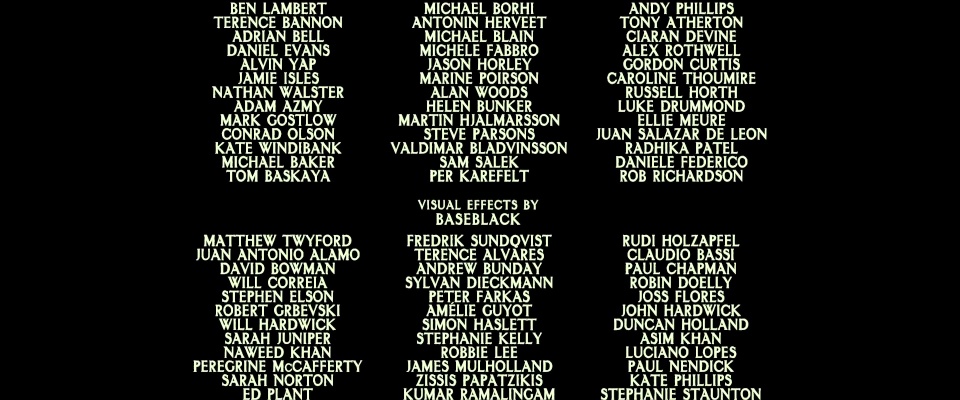 BEN LAMBERT MICHAEL BORHI ANDY PHILLIPS
TERENCE BANNON ANTONIN HERVEET TONY ATHERTON
ADRIAN BELL MICHAEL BLAIN CIARAN DEVINE
DANIEL EVANS MICHELE FABBRO ALEX ROTHWELL
ALVIN YAP JASON HORLEY GORDON CURTIS
JAMIE ISLES MARINE POIRSON CAROLINE THOUMIRE
NATHAN WALSTER ALAN WOODS RUSSELL HORTH
ADAM AZMY HELEN BUNKER LUKE DRUMMOND
MARK GOSTLOW MARTIN HJALMARSSON ELLIE MEURE
CONRAD OLSON STEVE PARSONS JUAN SALAZAR DE LEON
KATE WINDIBANK VALDIMAR BLADVINSSON RADHIKA PATEL
MICHAEL BAKER SAM SALEK DANIELE FEDERICO
TOM BASKAYA PER KAREFELT ROB RICHARDSON
VISUAL EFFECTS BY
BASEBLACK
MATTHEW TWYFORD FREDRIK SUNDQVIST RUDI HOLZAPFEL
JUAN ANTONIO ALAMO TERENCE ALVARES CLAUDIO BASSI
DAVID BOWMAN ANDREW BUNDAY PAUL CHAPMAN
WILL CORREIA SYLVAN DIECKMANN ROBIN DOELLY
STEPHEN ELSON PETER FARKAS JOSS FLORES
ROBERT GRBEVSKI AMÉLIE GUYOT JOHN HARDWICK
WILL HARDWICK SIMON HASLETT DUNCAN HOLLAND
SARAH JUNIPER STEPHANIE KELLY ASIM KHAN
NAWEED KHAN ROBBIE LEE LUCIANO LOPES
PEREGRINE McCAFFERTY JAMES MULHOLLAND PAUL NENDICK
SARAH NORTON ZISSIS PAPATZIKIS KATE PHILLIPS
ED PLANT KUMAR RAMALINGAM STEPHANIE STAUNTON